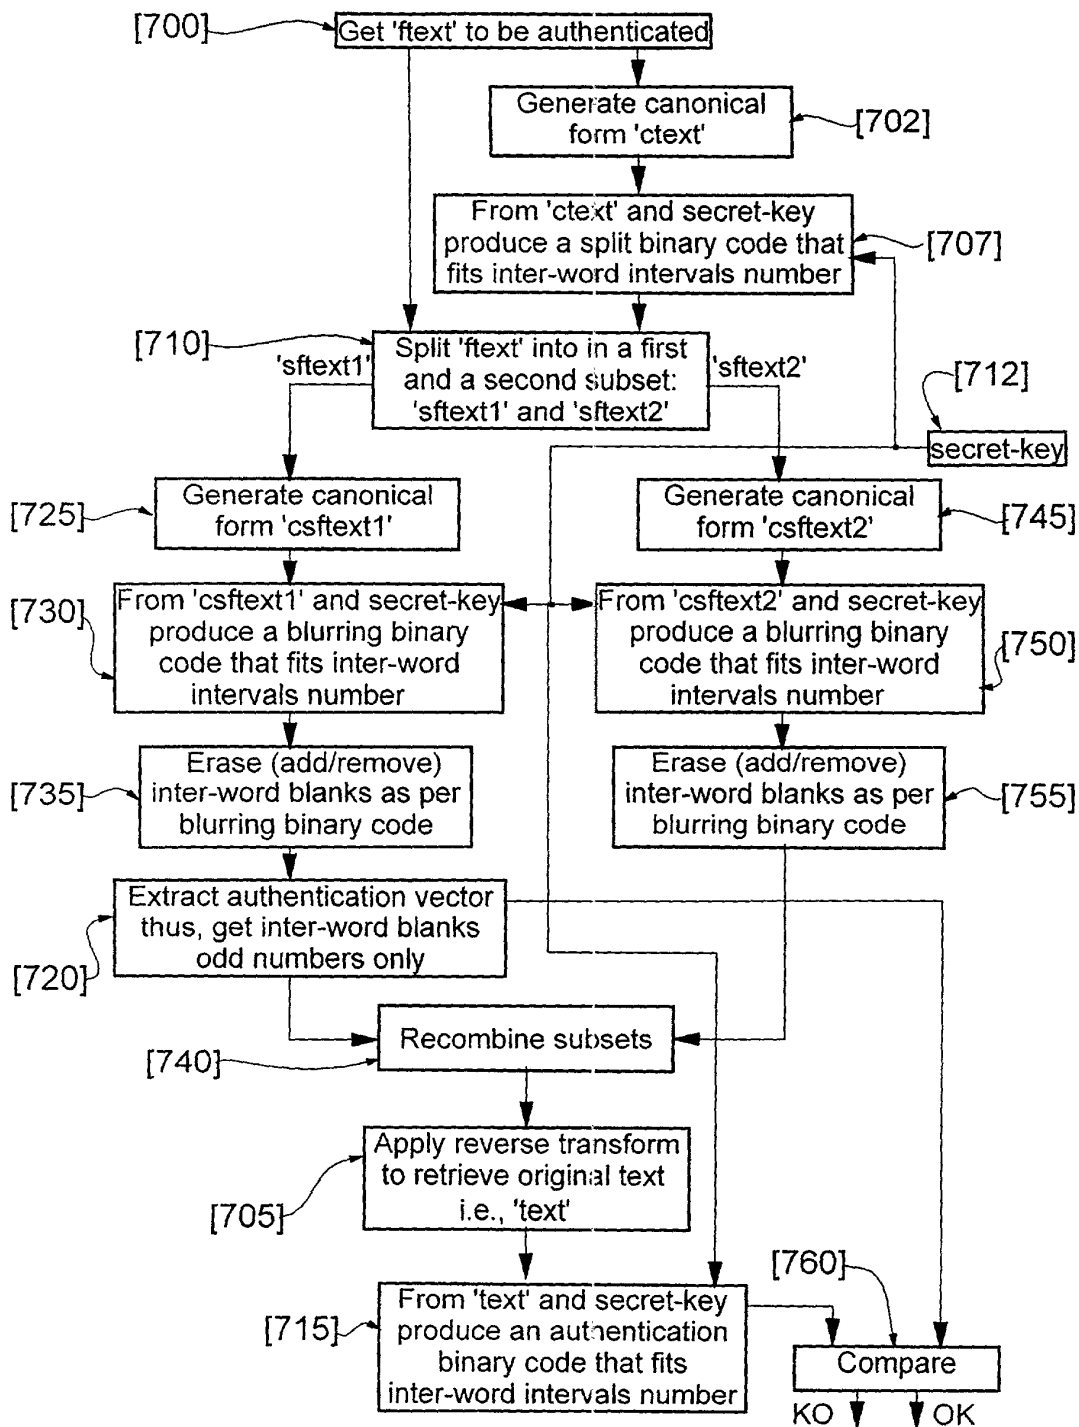 [700]
Get 'ftext' to be authenticated
Generate canonical
form 'ctext'
[702]
From 'ctext' and secret-key
produce a split binary code that
fits inter-word intervals number
[707]
[710]
Split 'ftext' into in a first
and a second subset:
'sftext1' and 'sftext2'
'sftext1'
'sftext2'
[712]
secret-key
[725]
Generate canonical
form 'csftext1'
Generate canonical
form 'csftext2'
[745]
[730]
From 'csftext1' and secret-key
produce a blurring binary
code that fits inter-word
intervals number
From 'csftext2' and secret-key
produce a blurring binary
code that fits inter-word
intervals number
[750]
[735]
Erase (add/remove)
inter-word blanks as per
blurring binary code
Erase (add/remove)
inter-word blanks as per
blurring binary code
[755]
Extract authentication vector
thus, get inter-word blanks
odd numbers only
[720]
Recombine subsets
[740]
Apply reverse transform
to retrieve original text
i.e., 'text'
[705]
[760]
From 'text' and secret-key
produce an authentication
binary code that fits
inter-word intervals number
[715]
Compare
KO
OK